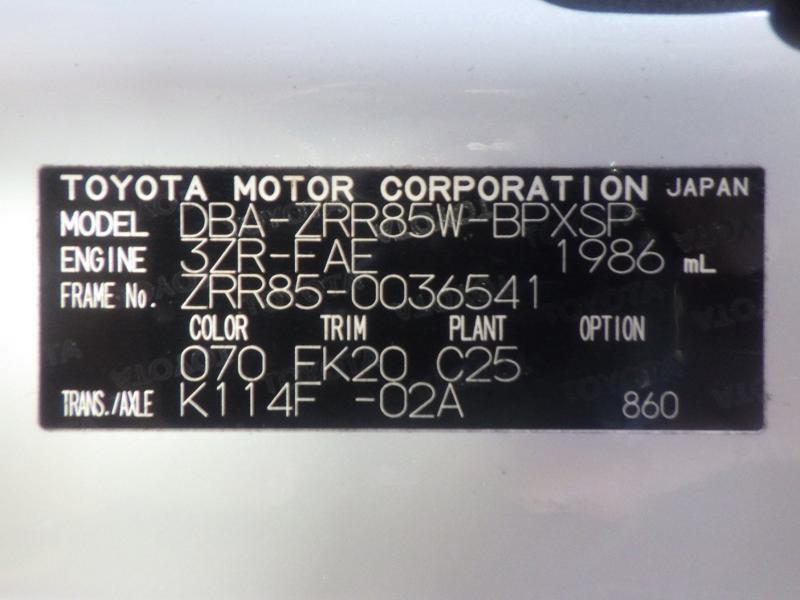 TOYOTA MOTOR CORPORATION JAPAN
MODEL DBA-ZRR85W-BPXSP
ENGINE 3ZR-FAE 1986 mL
FRAME No. ZRR85-0036541
COLOR TRIM PLANT OPTION
070 FK20 C25
TRANS./AXLE K114F -02A 860